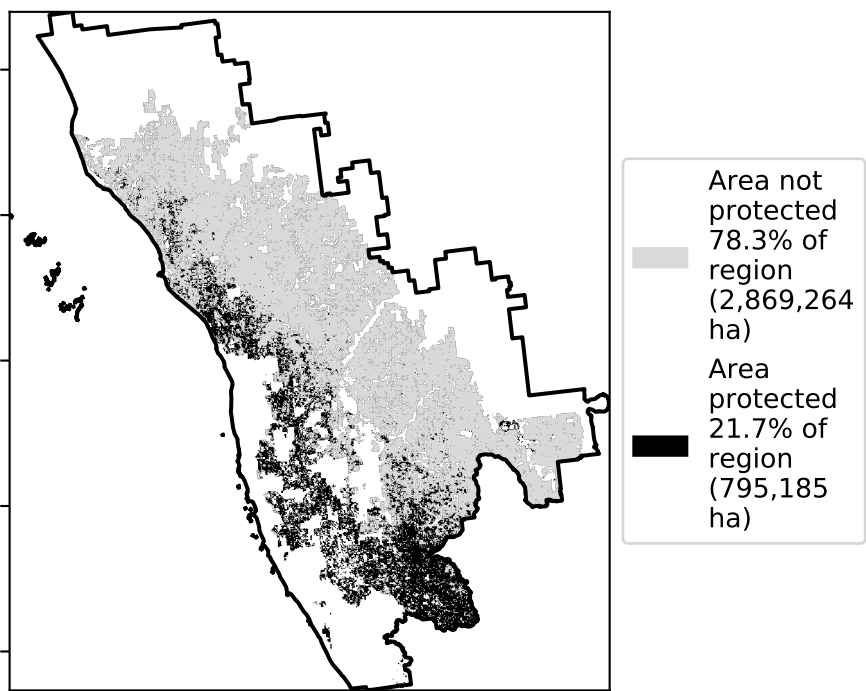 Area not
protected
78.3% of
region
(2,869,264
ha)
Area
protected
21.7% of
region
(795,185
ha)